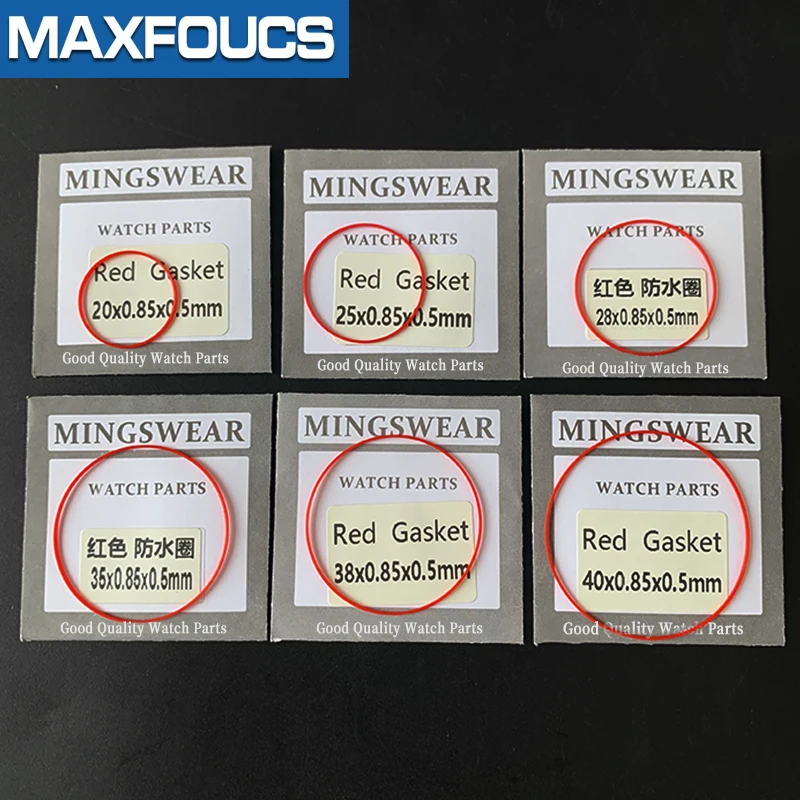 MAXFOUCS
MINGSWEAR
WATCH PARTS
Red Gasket
20x0.85x0.5mm
Good Quality Watch Parts
MINGSWEAR
WATCH PARTS
Red Gasket
25x0.85x0.5mm
Good Quality Watch Parts
MINGSWEAR
WATCH PARTS
红色 防水圈
28x0.85x0.5mm
Good Quality Watch Parts
MINGSWEAR
WATCH PARTS
红色 防水圈
35x0.85x0.5mm
Good Quality Watch Parts
MINGSWEAR
WATCH PARTS
Red Gasket
38x0.85x0.5mm
Good Quality Watch Parts
MINGSWEAR
WATCH PARTS
Red Gasket
40x0.85x0.5mm
Good Quality Watch Parts